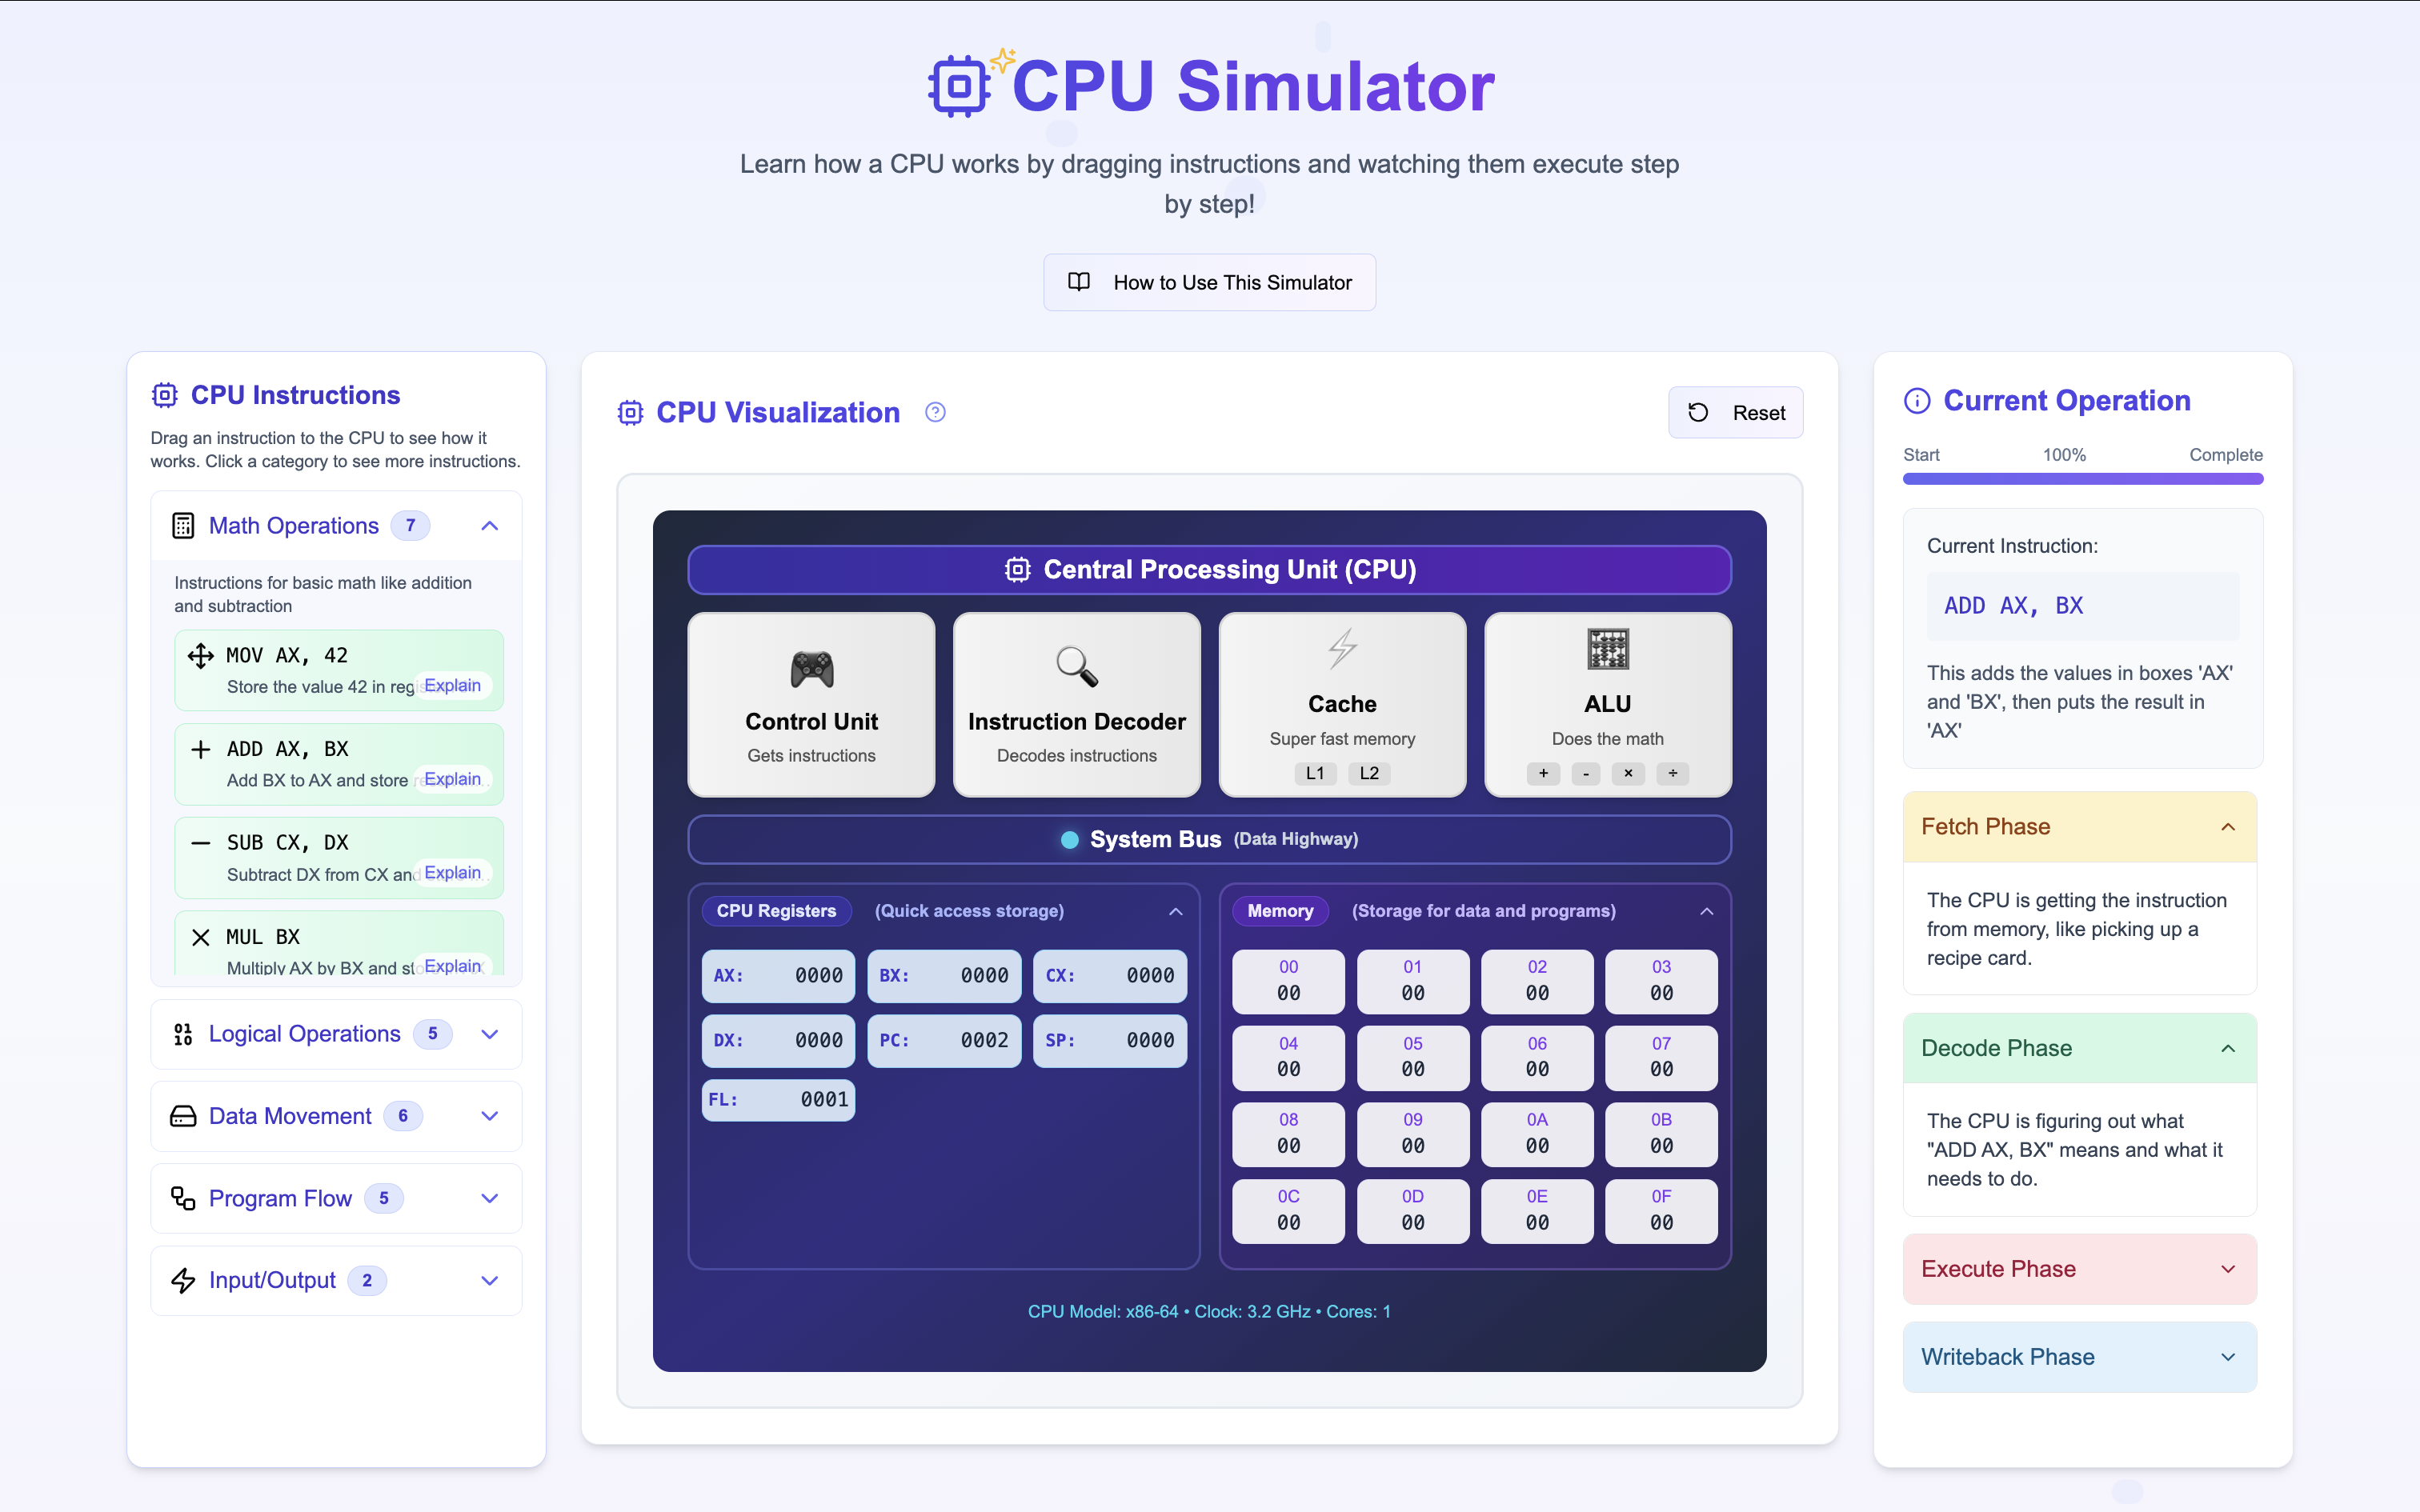 CPU Simulator
Learn how a CPU works by dragging instructions and watching them execute step
by step!
How to Use This Simulator
CPU Instructions
Drag an instruction to the CPU to see how it
works. Click a category to see more instructions.
Math Operations 7
Instructions for basic math like addition
and subtraction
MOV AX, 42
Store the value 42 in Explain
ADD AX, BX
Add BX to AX and store Explain
SUB CX, DX
Subtract DX from CX and Explain
MUL BX
Multiply AX by BX and Explain
Logical Operations 5
Data Movement 6
Program Flow 5
Input/Output 2
CPU Visualization
Reset
Central Processing Unit (CPU)
Control Unit
Gets instructions
Instruction Decoder
Decodes instructions
Cache
Super fast memory
L1 L2
ALU
Does the math
+ - × ÷
System Bus (Data Highway)
CPU Registers (Quick access storage)
AX: 0000 BX: 0000 CX: 0000
DX: 0000 PC: 0002 SP: 0000
FL: 0001
Memory (Storage for data and programs)
00 01 02 03
00 00 00 00
04 05 06 07
00 00 00 00
08 09 0A 0B
00 00 00 00
0C 0D 0E 0F
00 00 00 00
CPU Model: x86-64 • Clock: 3.2 GHz • Cores: 1
Current Operation
Start 100% Complete
Current Instruction:
ADD AX, BX
This adds the values in boxes 'AX'
and 'BX', then puts the result in
'AX'
Fetch Phase
The CPU is getting the instruction
from memory, like picking up a
recipe card.
Decode Phase
The CPU is figuring out what
"ADD AX, BX" means and what it
needs to do.
Execute Phase
Writeback Phase